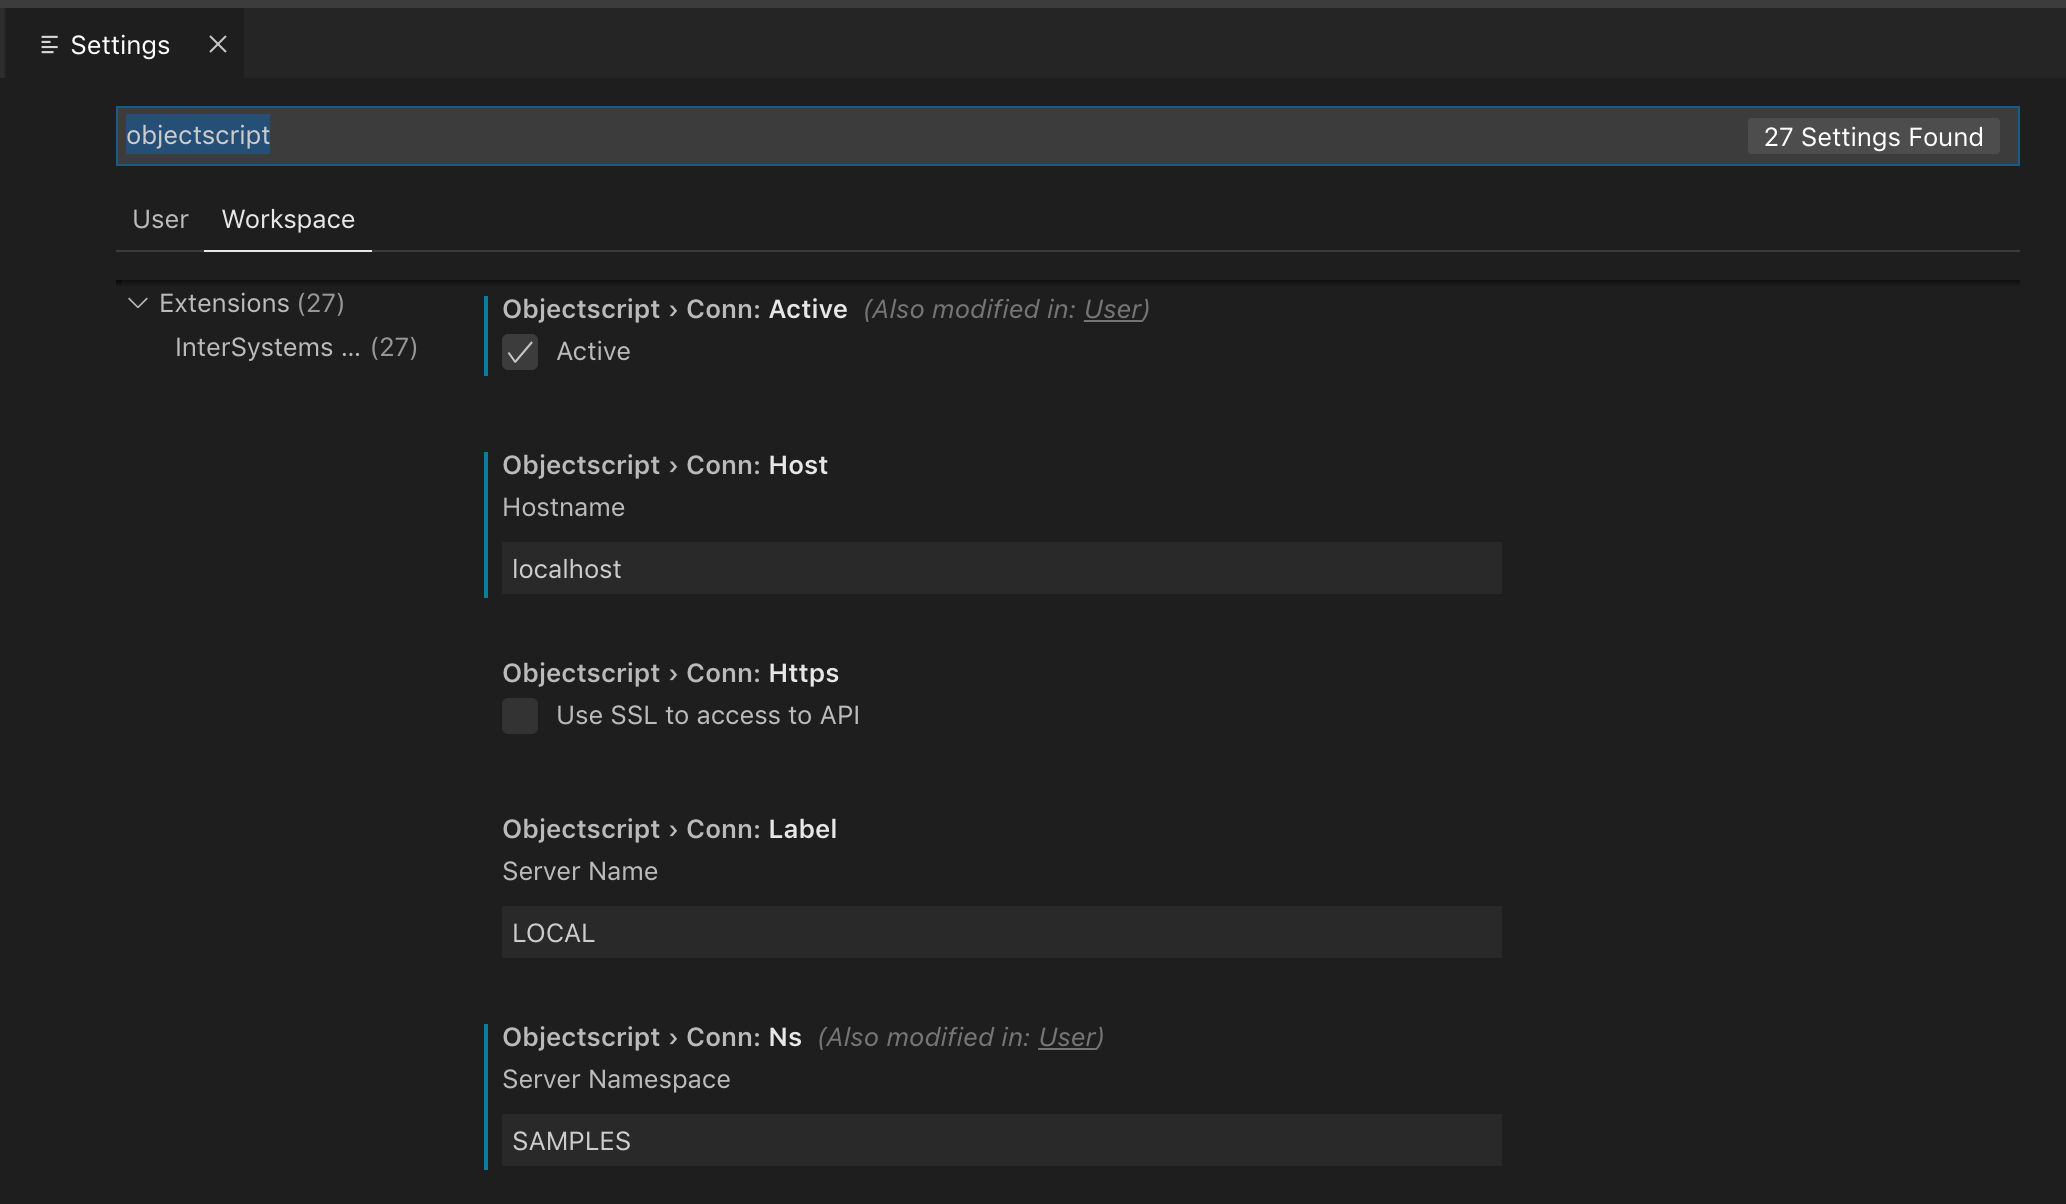 Settings
objectscript
27 Settings Found
User Workspace
Extensions (27)
InterSystems ... (27)
Objectscript › Conn: Active (Also modified in: User)
Active
Objectscript › Conn: Host
Hostname
localhost
Objectscript › Conn: Https
Use SSL to access to API
Objectscript › Conn: Label
Server Name
LOCAL
Objectscript › Conn: Ns (Also modified in: User)
Server Namespace
SAMPLES